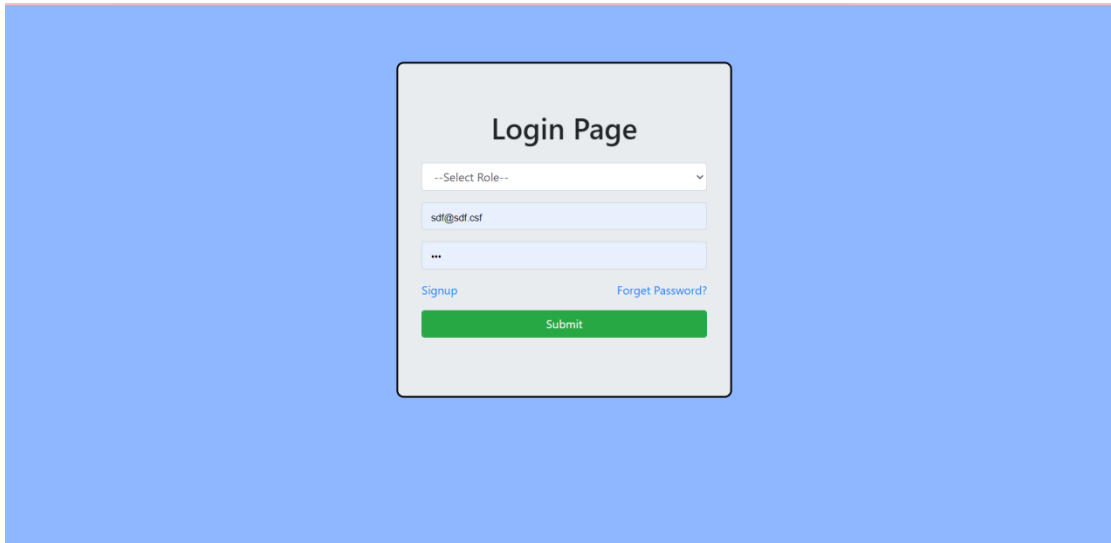 Login Page
--Select Role--
sdf@sdf.csf
•••
Signup Forget Password?
Submit